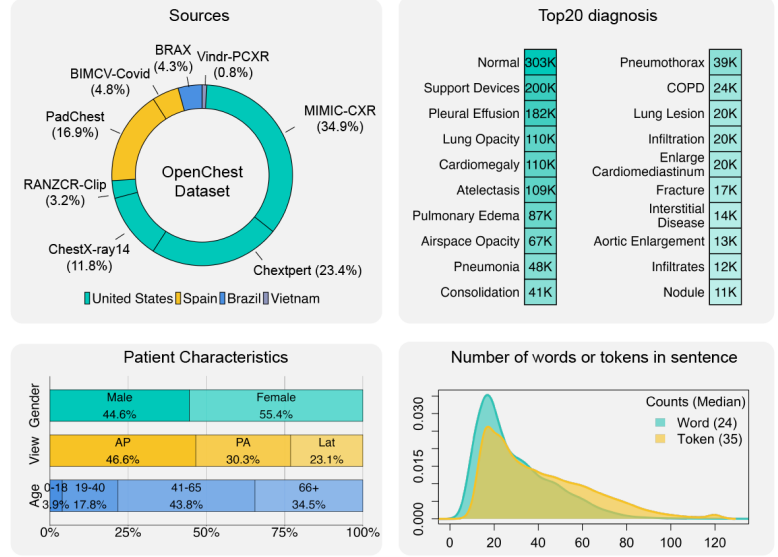 Sources
BRAX
(4.3%)
Vindr-PCXR
(0.8%)
BIMCV-Covid
(4.8%)
MIMIC-CXR
(34.9%)
PadChest
(16.9%)
OpenChest
Dataset
RANZCR-Clip
(3.2%)
ChestX-ray14
(11.8%)
Chextpert (23.4%)
United States Spain Brazil Vietnam
Top20 diagnosis
Normal 303K
Support Devices 200K
Pleural Effusion 182K
Lung Opacity 110K
Cardiomegaly 110K
Atelectasis 109K
Pulmonary Edema 87K
Airspace Opacity 67K
Pneumonia 48K
Consolidation 41K
Pneumothorax 39K
COPD 24K
Lung Lesion 20K
Infiltration 20K
Enlarge
Cardiomediastinum 20K
Fracture 17K
Interstitial
Disease 14K
Aortic Enlargement 13K
Infiltrates 12K
Nodule 11K
Patient Characteristics
Gender
Male Female
44.6% 55.4%
View
AP PA Lat
46.6% 30.3% 23.1%
Age
0-18 19-40 41-65 66+
3.9% 17.8% 43.8% 34.5%
0% 25% 50% 75% 100%
Number of words or tokens in sentence
Counts (Median)
Word (24)
Token (35)
0.030
0.015
0.000
0 20 40 60 80 100 120